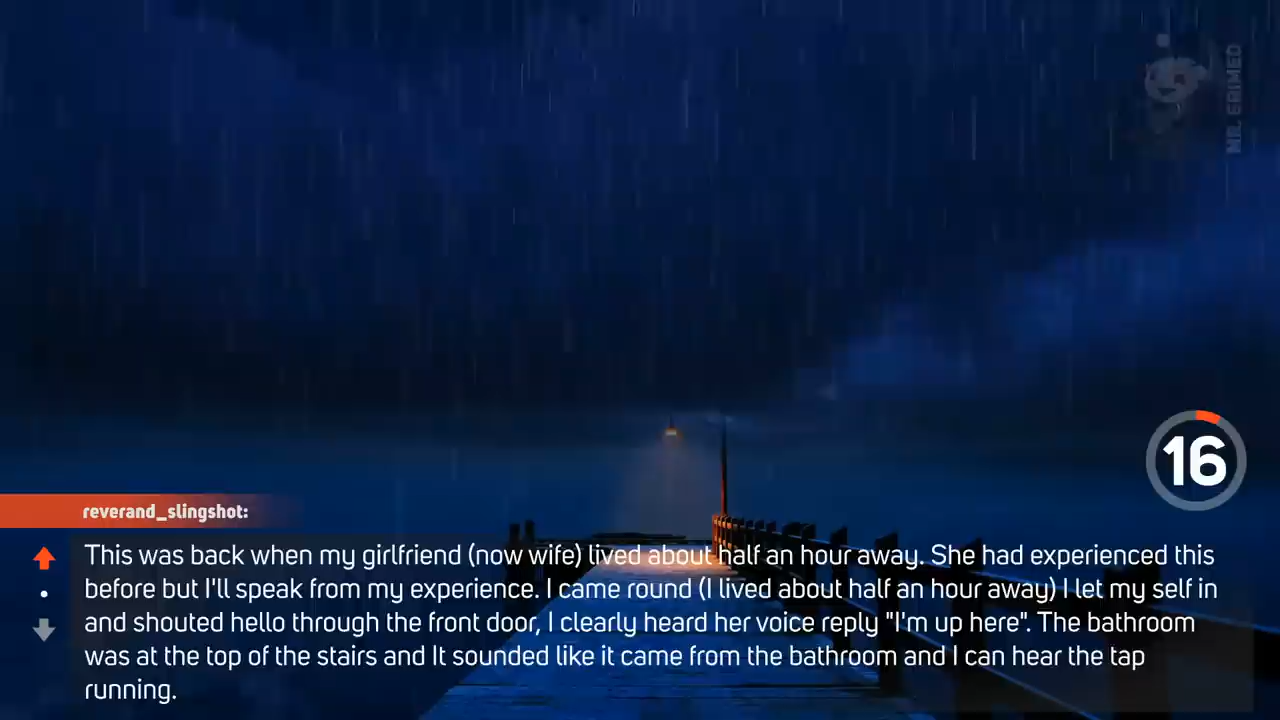 MR. ERIMED
16
reverand_slingshot:
This was back when my girlfriend (now wife) lived about half an hour away. She had experienced this
before but I'll speak from my experience. I came round (I lived about half an hour away) I let my self in
and shouted hello through the front door, I clearly heard her voice reply "I'm up here". The bathroom
was at the top of the stairs and It sounded like it came from the bathroom and I can hear the tap
running.